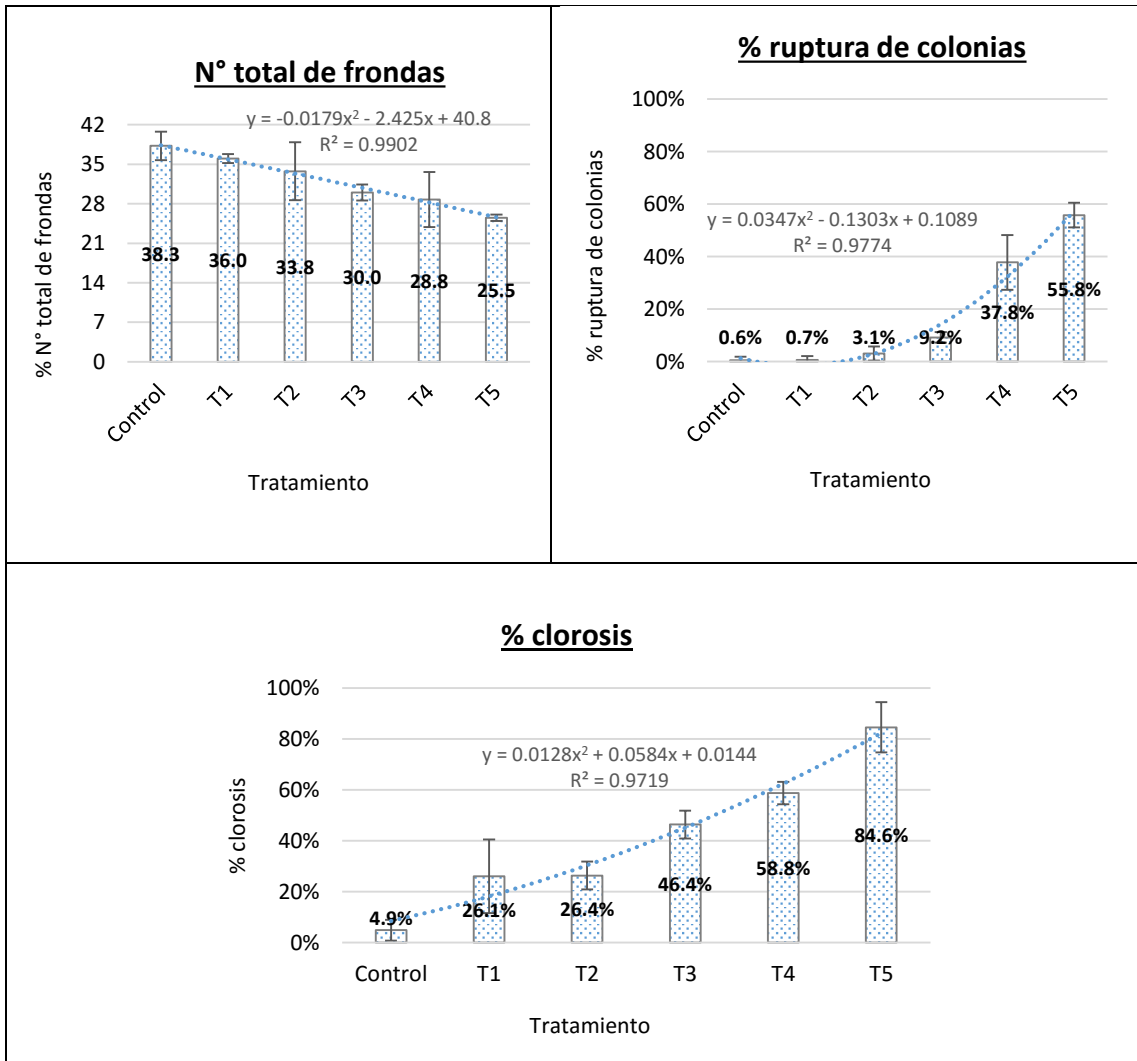 N° total de frondas
y = -0.0179x² - 2.425x + 40.8
R² = 0.9902
42
35
28
21
14
7
0
% N° total de frondas
38.3
36.0
33.8
30.0
28.8
25.5
Control
T1
T2
T3
T4
T5
Tratamiento
% ruptura de colonias
100%
80%
60%
40%
20%
0%
% ruptura de colonias
y = 0.0347x² - 0.1303x + 0.1089
R² = 0.9774
0.6%
0.7%
3.1%
9.2%
37.8%
55.8%
Control
T1
T2
T3
T4
T5
Tratamiento
% clorosis
100%
80%
60%
40%
20%
0%
% clorosis
y = 0.0128x² + 0.0584x + 0.0144
R² = 0.9719
4.9%
26.1%
26.4%
46.4%
58.8%
84.6%
Control
T1
T2
T3
T4
T5
Tratamiento